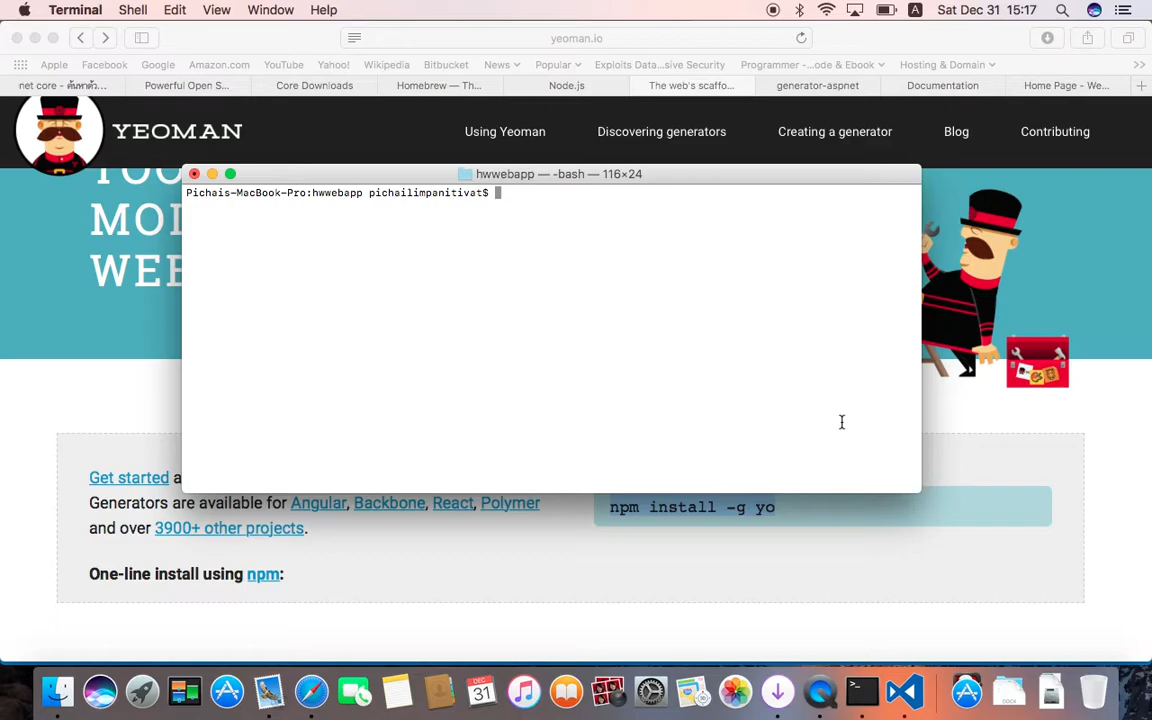 Terminal Shell Edit View Window Help
A Sat Dec 31 15:17
yeoman.io
Apple Facebook Google Amazon.com YouTube Yahoo! Wikipedia Bitbucket News Popular Exploits Data...sive Security Programmer -...ode & Ebook Hosting & Domain >>
net core - ค้นหาด้ว... Powerful Open S... Core Downloads Homebrew — Th... Node.js The web's scaffo... generator-aspnet Documentation Home Page - We...
YEOMAN Using Yeoman Discovering generators Creating a generator Blog Contributing
hwwebapp — -bash — 116×24
Pichais-MacBook-Pro:hwwebapp pichailimpanitivat$
MOD
WEB
Get started a
Generators are available for Angular, Backbone, React, Polymer
and over 3900+ other projects.
One-line install using npm:
npm install -g yo
DEC
31